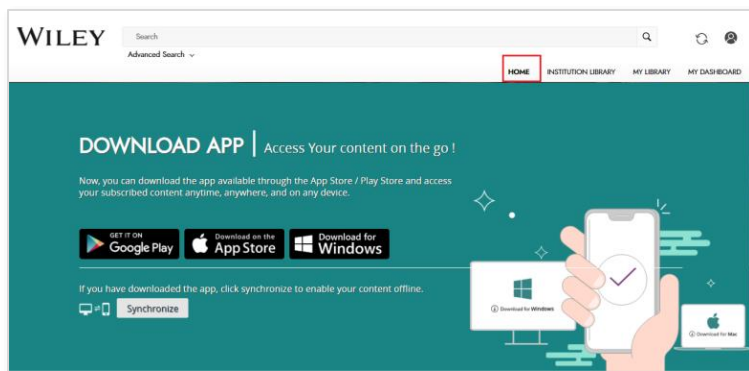 WILEY
Search
Advanced Search
HOME INSTITUTION LIBRARY MY LIBRARY MY DASHBOARD
DOWNLOAD APP | Access Your content on the go !
Now, you can download the app available through the App Store / Play Store and access
your subscribed content anytime, anywhere, and on any device.
GET IT ON
Google Play
Download on the
App Store
Download for
Windows
If you have downloaded the app, click synchronize to enable your content offline.
Synchronize
Download for Windows
Download for Mac